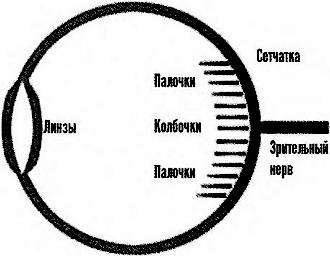 Сетчатка
Палочки
Линзы
Колбочки
Зрительный
нерв
Палочки